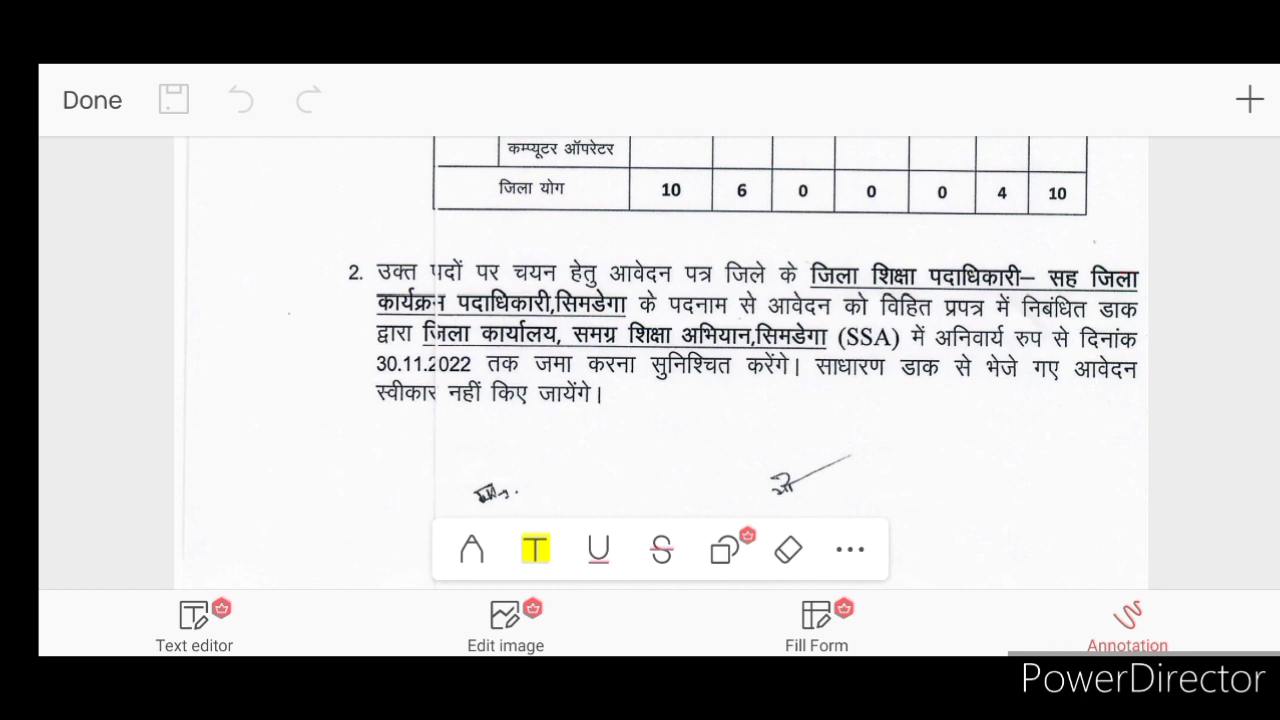 Done
कम्प्यूटर ऑपरेटर
जिला योग 10 6 0 0 0 4 10
2. उक्त पदों पर चयन हेतु आवेदन पत्र जिले के जिला शिक्षा पदाधिकारी– सह जिला
कार्यक्रम पदाधिकारी,सिमडेगा के पदनाम से आवेदन को विहित प्रपत्र में निबंधित डाक
द्वारा जिला कार्यालय, समग्र शिक्षा अभियान,सिमडेगा (SSA) में अनिवार्य रुप से दिनांक
30.11.2022 तक जमा करना सुनिश्चित करेंगे। साधारण डाक से भेजे गए आवेदन
स्वीकार नहीं किए जायेंगे।
Text editor Edit image Fill Form Annotation
PowerDirector